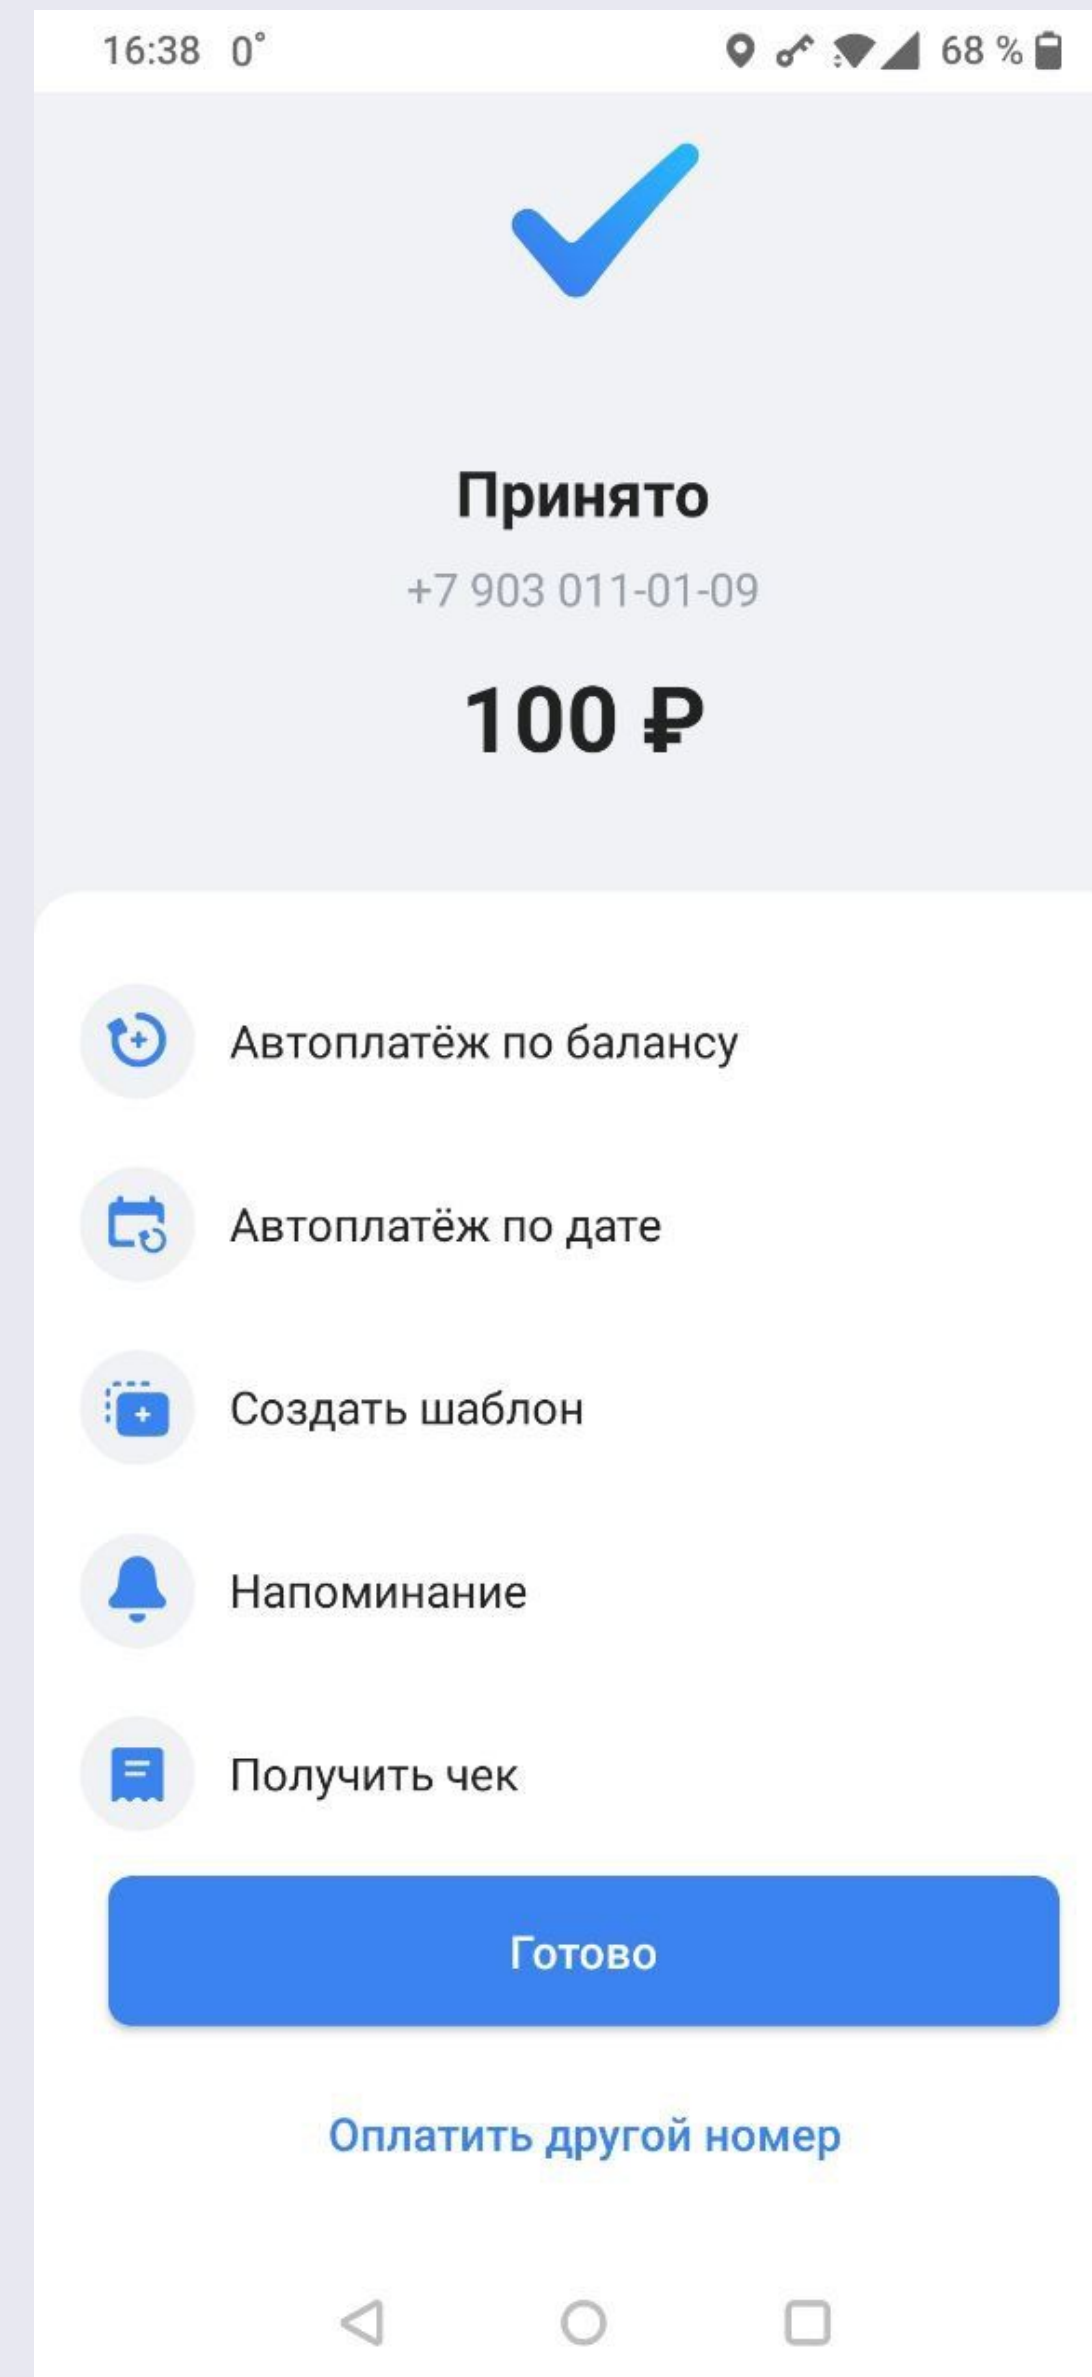 16:38 0° 68 %
Принято
+7 903 011-01-09
100 ₽
Автоплатёж по балансу
Автоплатёж по дате
Создать шаблон
Напоминание
Получить чек
Готово
Оплатить другой номер